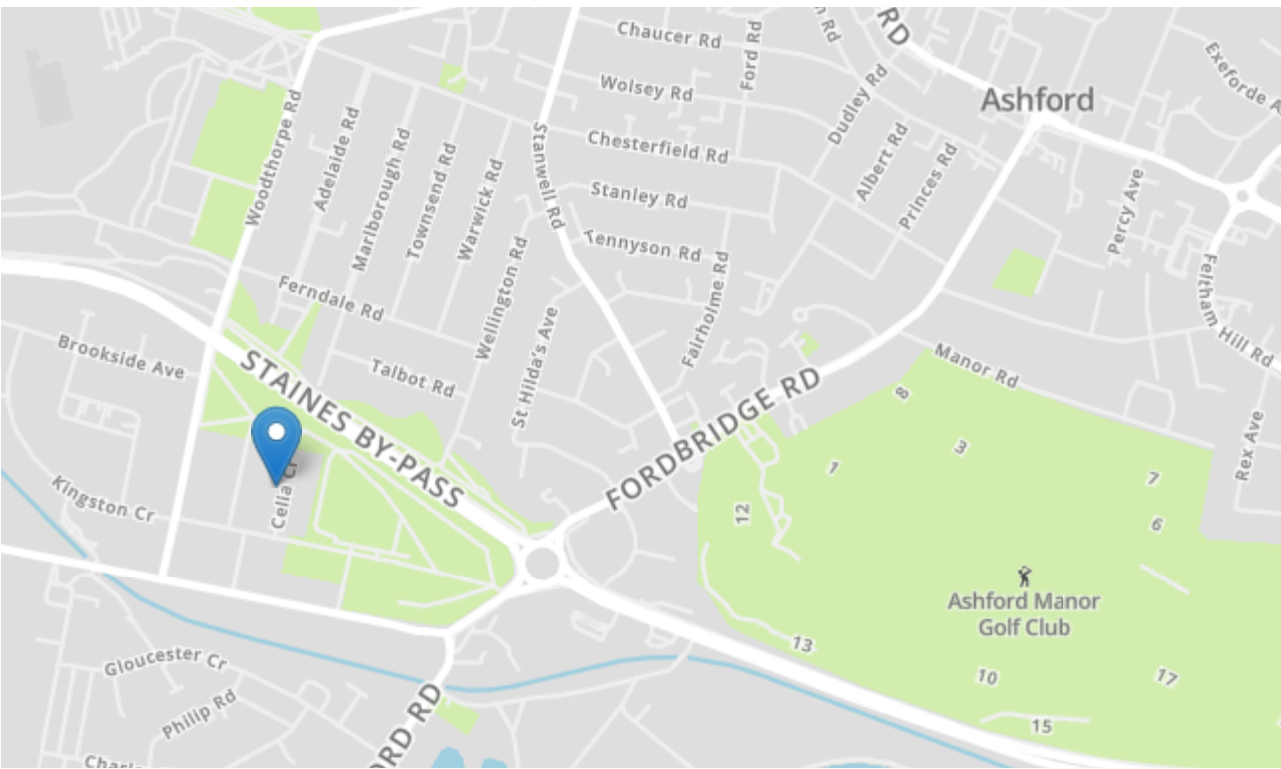 Chaucer Rd
Ford Rd
Rd
RD
Exeforde
Wolsey Rd
Dudley Rd
Ashford
Woodthorpe Rd
Adelaide Rd
Marlborough Rd
Townsend Rd
Warwick Rd
Stanwell Rd
Chesterfield Rd
Albert Rd
Princes Rd
Stanley Rd
Percy Ave
Tennyson Rd
Wellington Rd
Fairholme Rd
Feltham Hill Rd
Ferndale Rd
St Hilda's Ave
Brookside Ave
Talbot Rd
Manor Rd
STAINES BY-PASS
FORDBRIDGE RD
8
Rex Ave
1
3
7
Kingston Cr
Celia
12
6
Ashford Manor
Golf Club
13
Gloucester Cr
10
17
Philip Rd
ORD RD
15